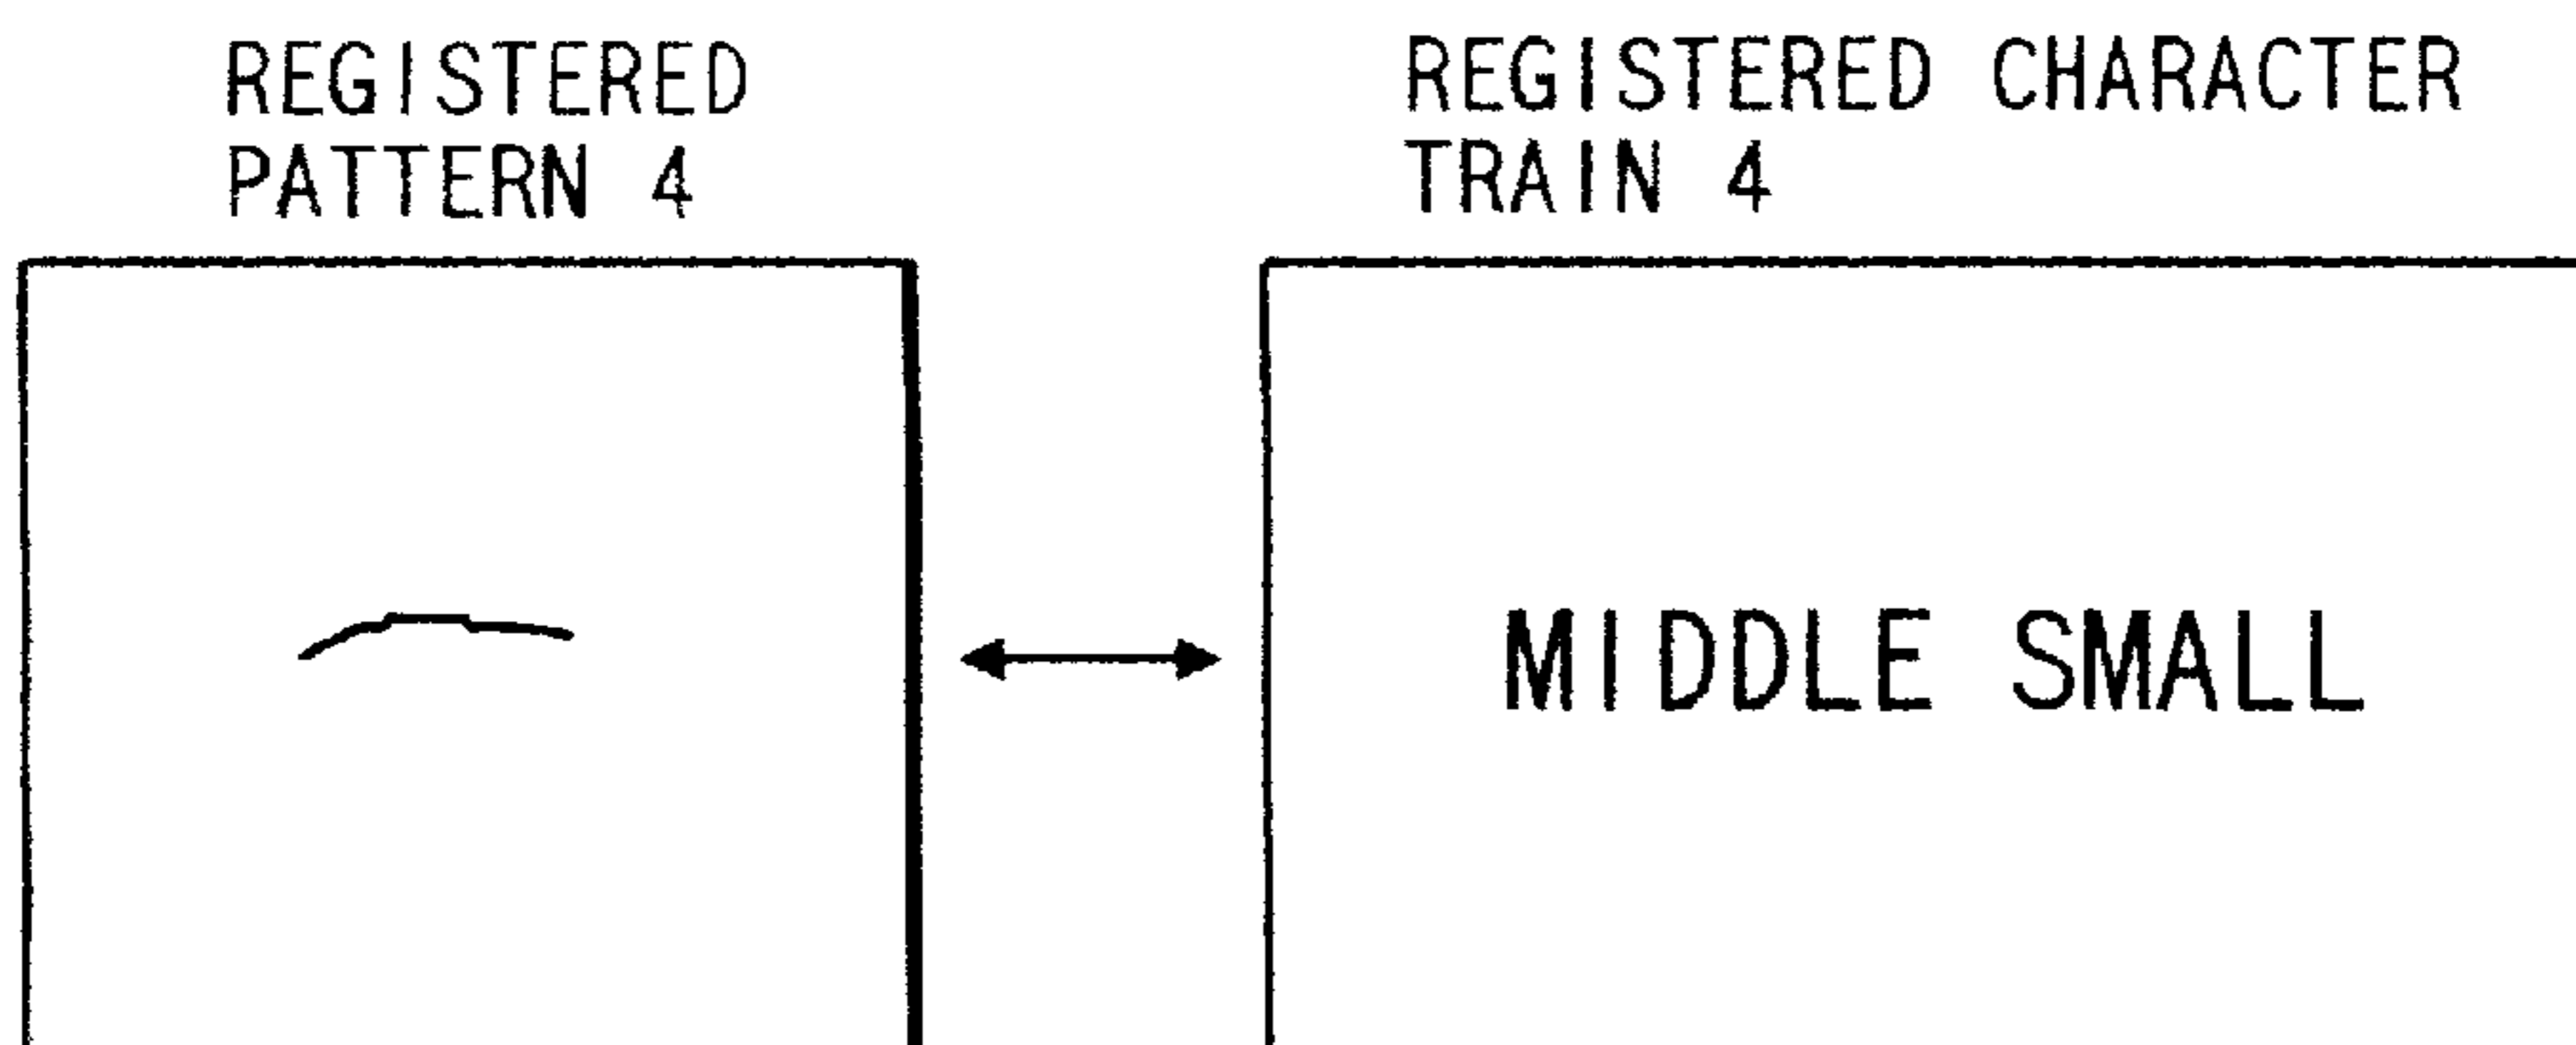 REGISTERED
PATTERN 4
REGISTERED CHARACTER
TRAIN 4
MIDDLE SMALL